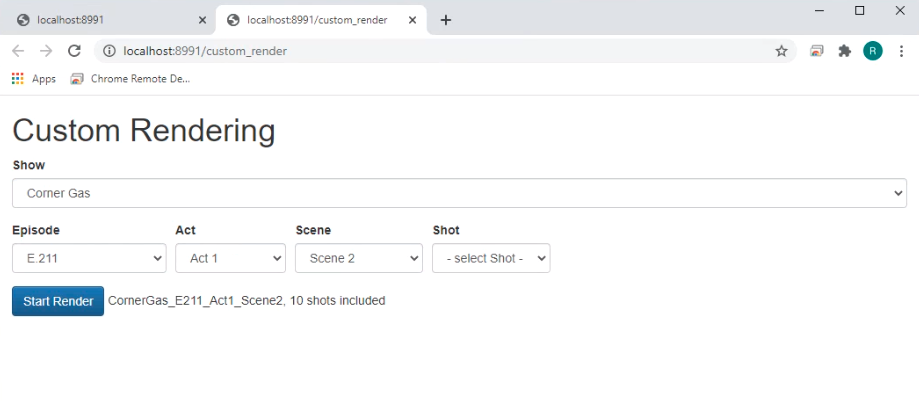 localhost:8991
localhost:8991/custom_render
localhost:8991/custom_render
R
Apps
Chrome Remote De...
Custom Rendering
Show
Corner Gas
Episode Act Scene Shot
E.211 Act 1 Scene 2 - select Shot -
Start Render CornerGas_E211_Act1_Scene2, 10 shots included